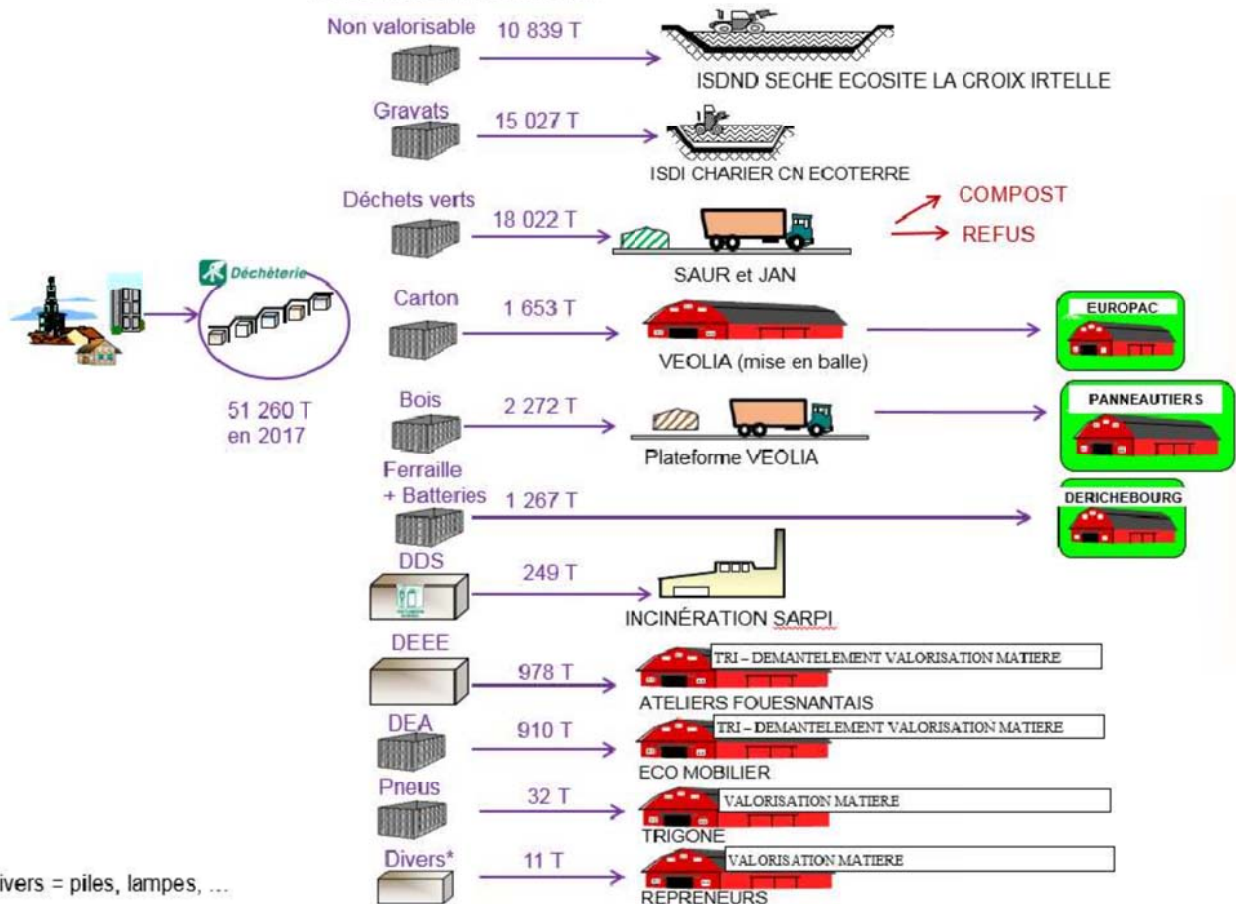 Non valorisable
10 839 T
ISDND SECHE ECOSITE LA CROIX IRTELLE
Gravats
15 027 T
ISDI CHARIER CN ECOTERRE
Déchets verts
18 022 T
COMPOST
REFUS
SAUR et JAN
Déchèterie
51 260 T
en 2017
Carton
1 653 T
VEOLIA (mise en balle)
EUROPAC
Bois
2 272 T
Plateforme VEOLIA
PANNEAUTIERS
Ferraille
+ Batteries
1 267 T
DERICHEBOURG
DDS
249 T
INCINÉRATION SARPI
DEEE
978 T
TRI – DEMANTELEMENT VALORISATION MATIERE
ATELIERS FOUESNANTAIS
DEA
910 T
TRI – DEMANTELEMENT VALORISATION MATIERE
ECO MOBILIER
Pneus
32 T
VALORISATION MATIERE
TRIGONE
Divers*
11 T
VALORISATION MATIERE
REPRENEURS
ivers = piles, lampes, …